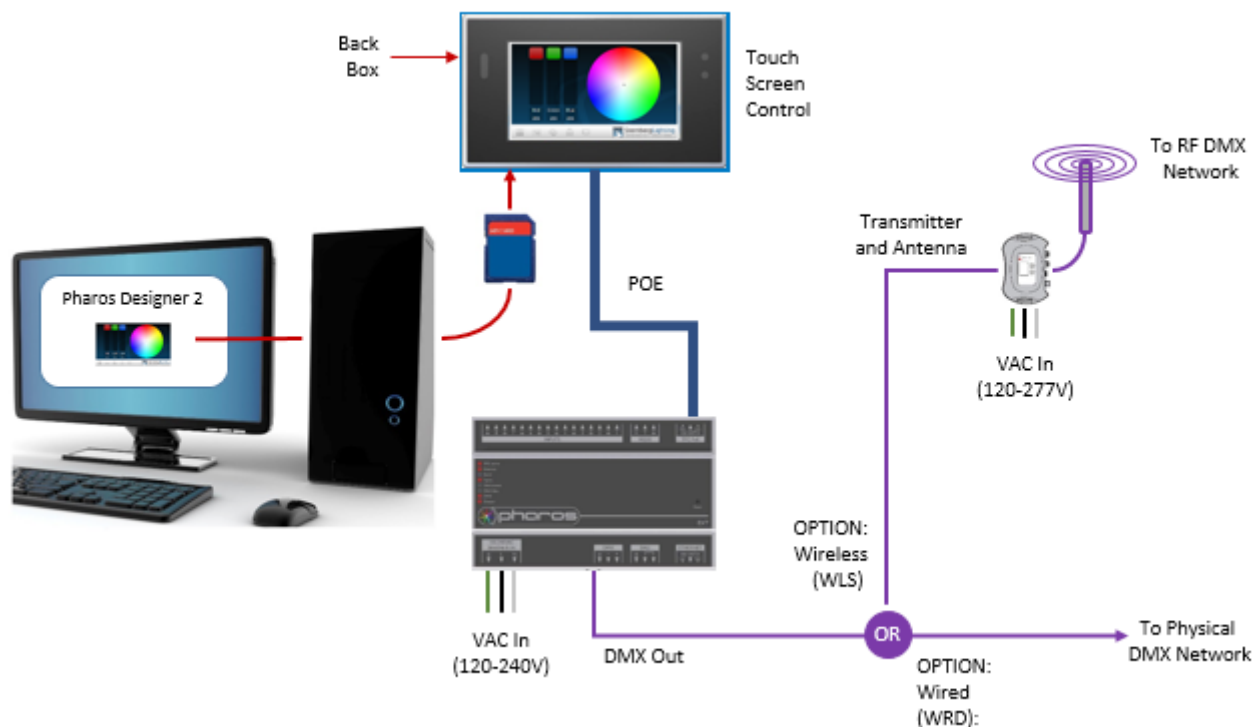 Back
Box
Touch
Screen
Control
To RF DMX
Network
Transmitter
and Antenna
Pharos Designer 2
POE
VAC In
(120-277V)
pharos
OPTION:
Wireless
(WLS)
OR
VAC In
(120-240V)
DMX Out
To Physical
DMX Network
OPTION:
Wired
(WRD):